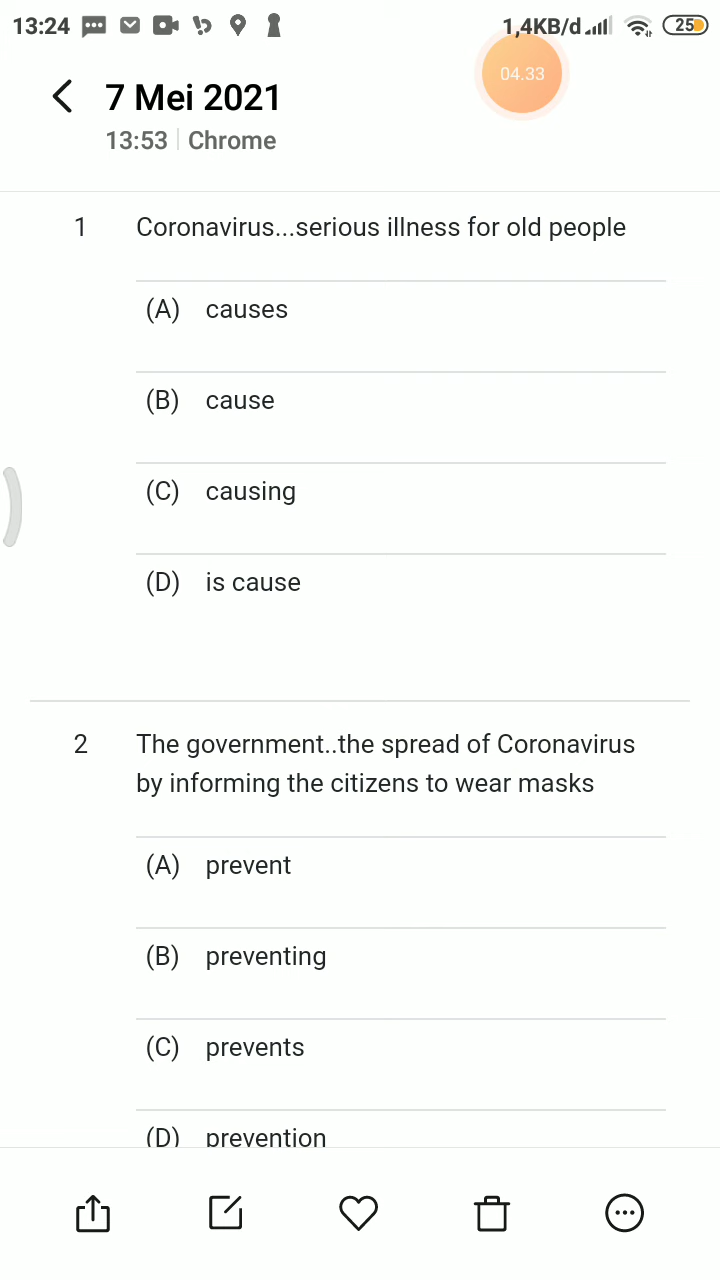 13:24
1,4KB/d
25
04.33
7 Mei 2021
13:53 | Chrome
1 Coronavirus...serious illness for old people
(A) causes
(B) cause
(C) causing
(D) is cause
2 The government..the spread of Coronavirus
by informing the citizens to wear masks
(A) prevent
(B) preventing
(C) prevents
(D) prevention